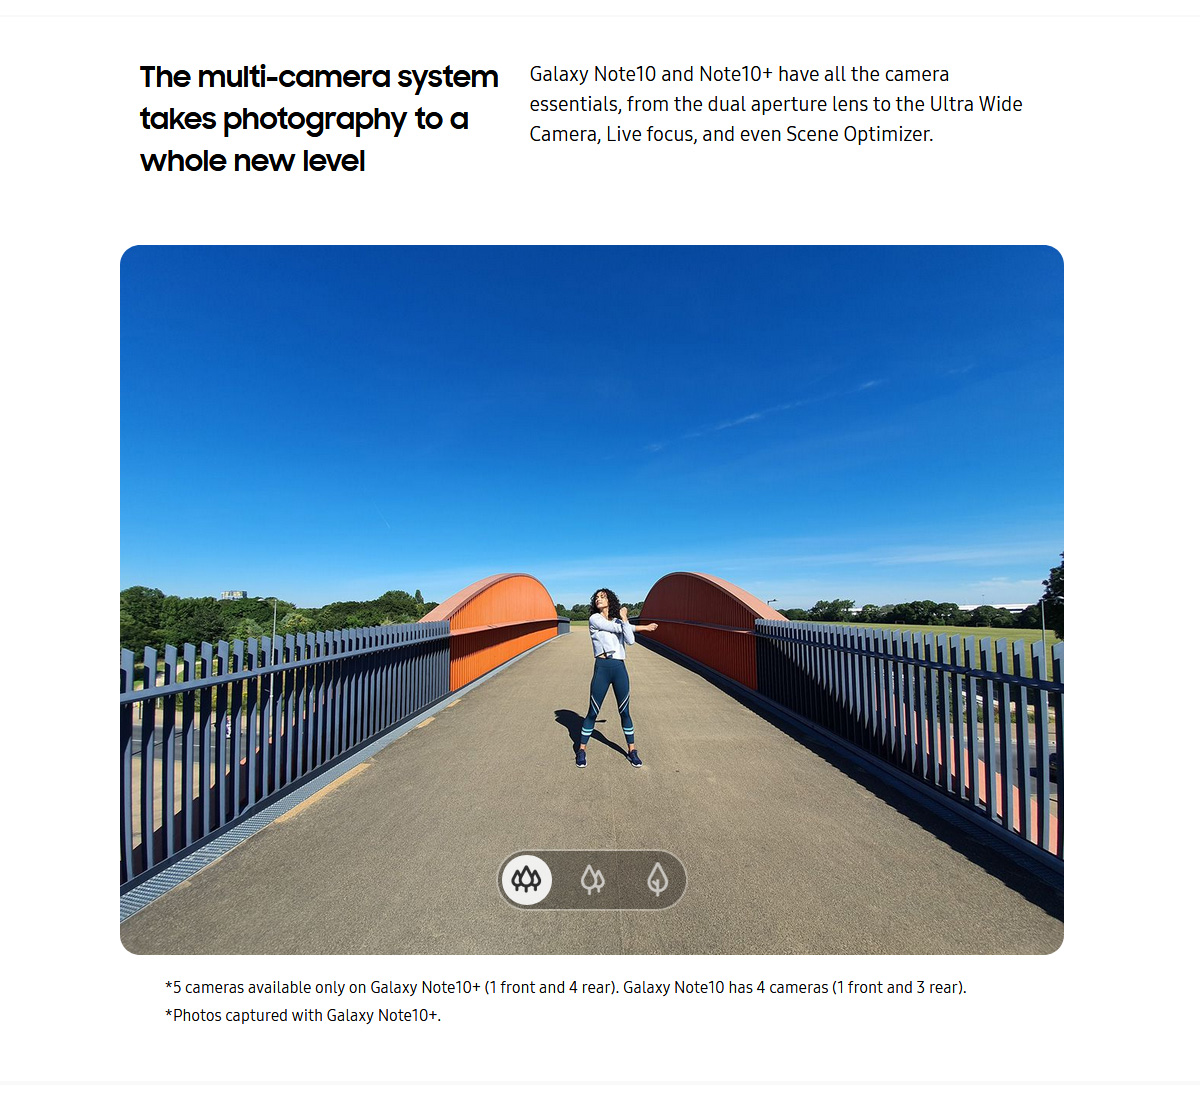 The multi-camera system
takes photography to a
whole new level
Galaxy Note10 and Note10+ have all the camera
essentials, from the dual aperture lens to the Ultra Wide
Camera, Live focus, and even Scene Optimizer.
*5 cameras available only on Galaxy Note10+ (1 front and 4 rear). Galaxy Note10 has 4 cameras (1 front and 3 rear).
*Photos captured with Galaxy Note10+.